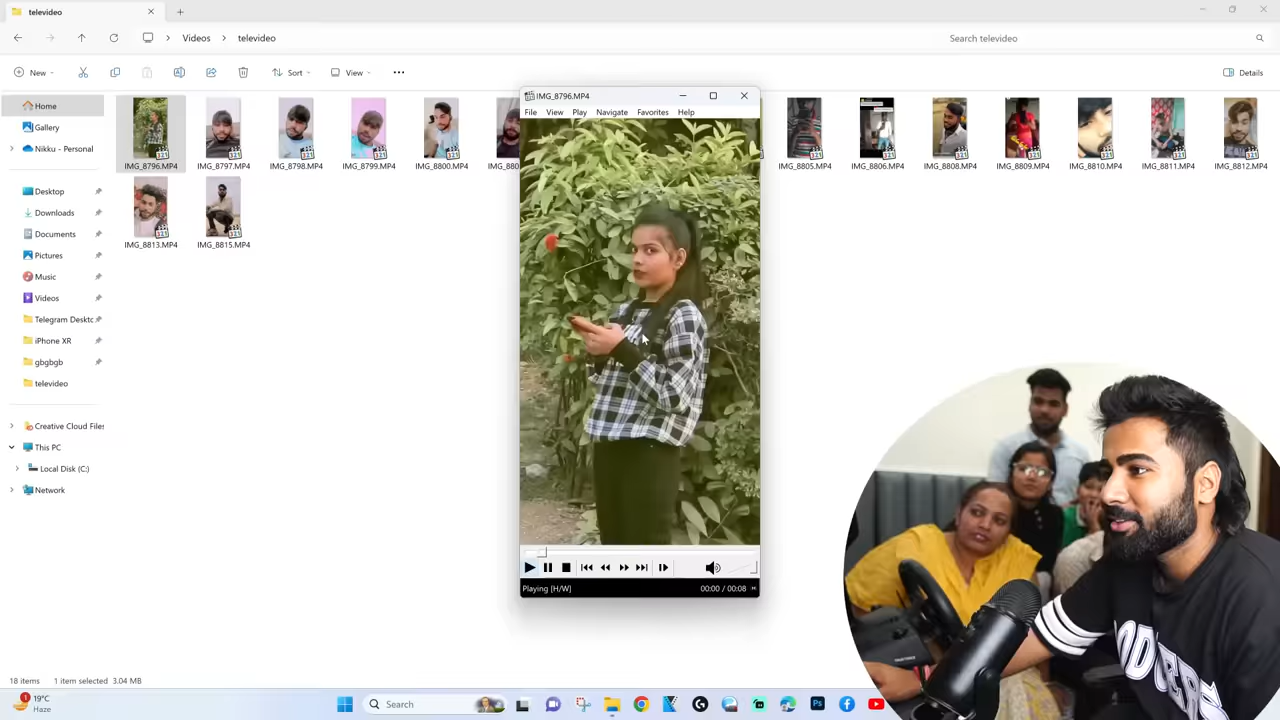 televideo
Videos
televideo
Search televideo
New
Sort
View
Details
Home
Gallery
Nikku - Personal
Desktop
Downloads
Documents
Pictures
Music
Videos
Telegram Deskto
iPhone XR
gbgbgb
televideo
Creative Cloud Files
This PC
Local Disk (C:)
Network
IMG_8796.MP4
IMG_8797.MP4
IMG_8798.MP4
IMG_8799.MP4
IMG_8800.MP4
IMG_880
IMG_8805.MP4
IMG_8806.MP4
IMG_8808.MP4
IMG_8809.MP4
IMG_8810.MP4
IMG_8811.MP4
IMG_8812.MP4
IMG_8813.MP4
IMG_8815.MP4
IMG_8796.MP4
File View Play Navigate Favorites Help
Playing [H/W]
00:00 / 00:08
18 items 1 item selected 3.04 MB
1
19°C
Haze
Search
Ps